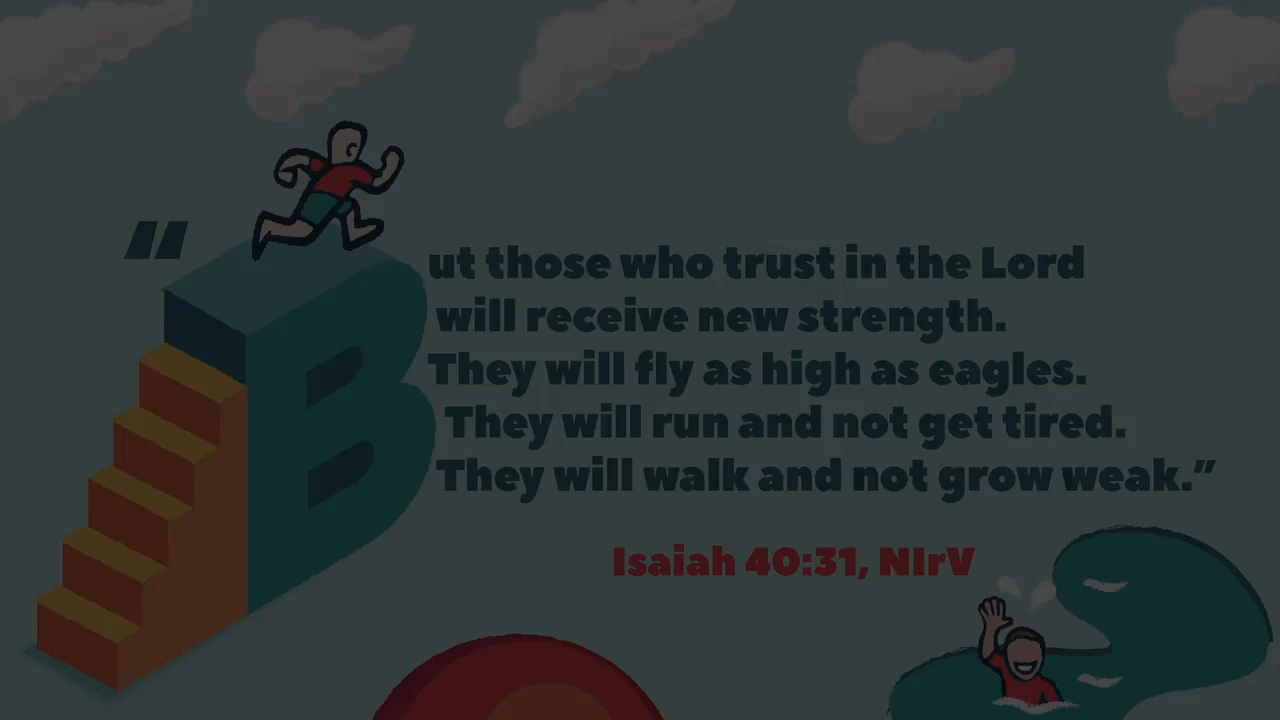 "But those who trust in the Lord
will receive new strength.
They will fly as high as eagles.
They will run and not get tired.
They will walk and not grow weak.”
Isaiah 40:31, NIrV